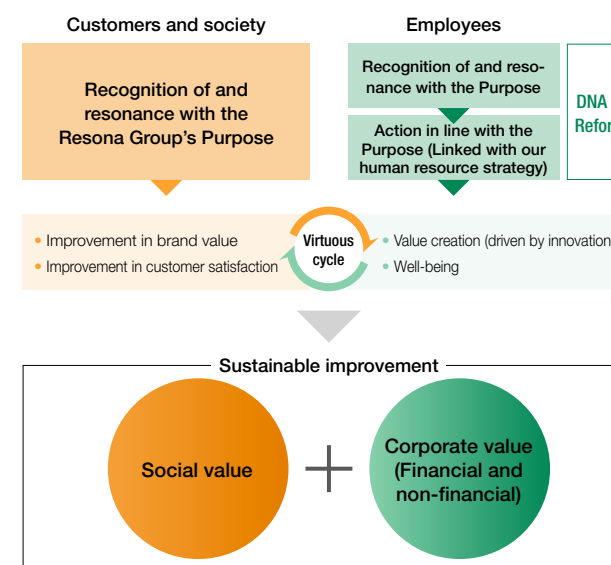 Customers and society
Employees
Recognition of and
resonance with the
Resona Group's Purpose
Recognition of and reso-
nance with the Purpose
Action in line with the
Purpose (Linked with our
human resource strategy)
DNA
• Improvement in brand value
• Improvement in customer satisfaction
Virtuous
cycle
• Value creation (driven by innovation
• Well-being
Sustainable improvement
Social value
+
Corporate value
(Financial and
non-financial)